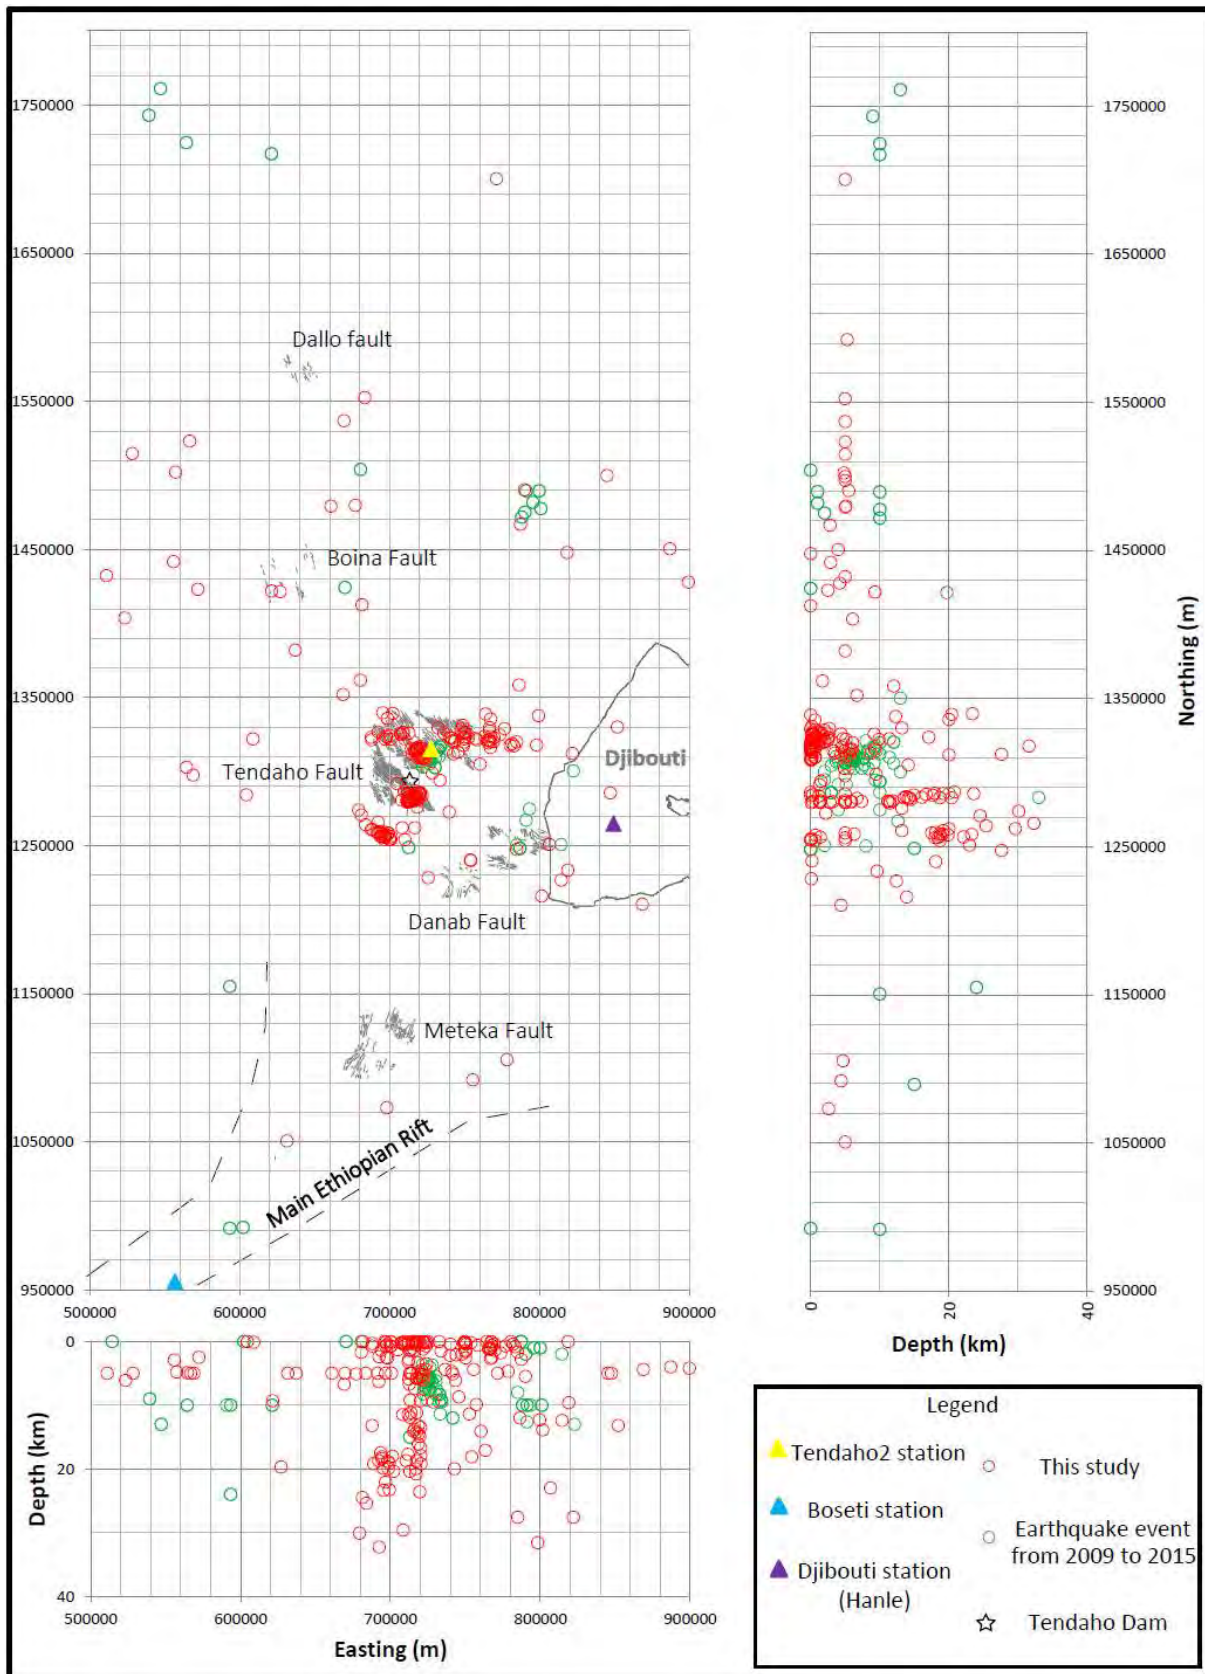 1750000
1650000
1550000
1450000
1350000
1250000
1150000
1050000
950000
500000 600000 700000 800000 900000
Dallo fault
Boina Fault
Tendaho Fault
Djibouti
Danab Fault
Meteka Fault
Main Ethiopian Rift
1750000
1650000
1550000
1450000
1350000
1250000
1150000
1050000
950000
Northing (m)
0 20 40
Depth (km)
0
20
40
Depth (km)
500000 600000 700000 800000 900000
Easting (m)
Legend
Tendaho2 station
This study
Boseti station
Earthquake event
from 2009 to 2015
Djibouti station
(Hanle)
Tendaho Dam